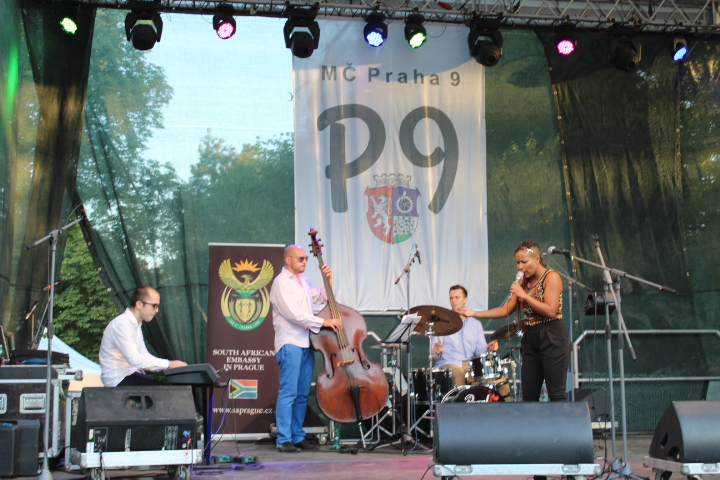 MČ Praha 9
P9
SOUTH AFRICAN
EMBASSY
IN PRAGUE
www.saprague.cz